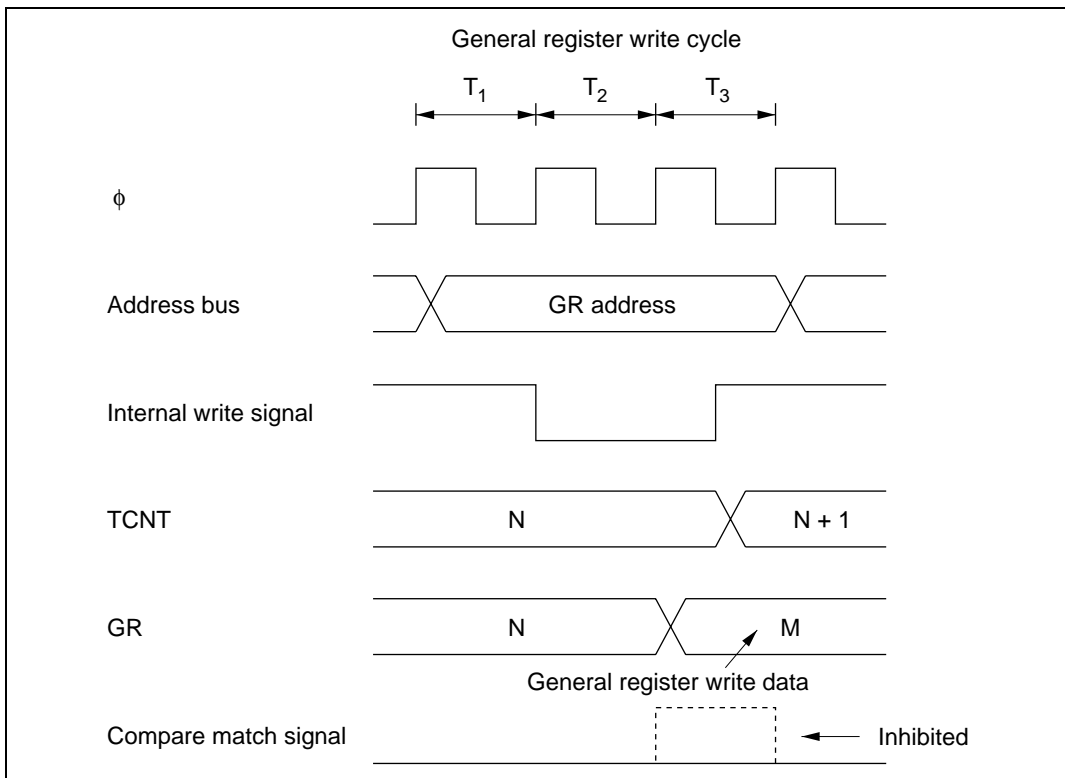 General register write cycle
T1 T2 T3
ϕ
Address bus GR address
Internal write signal
TCNT N N + 1
GR N M
General register write data
Compare match signal Inhibited